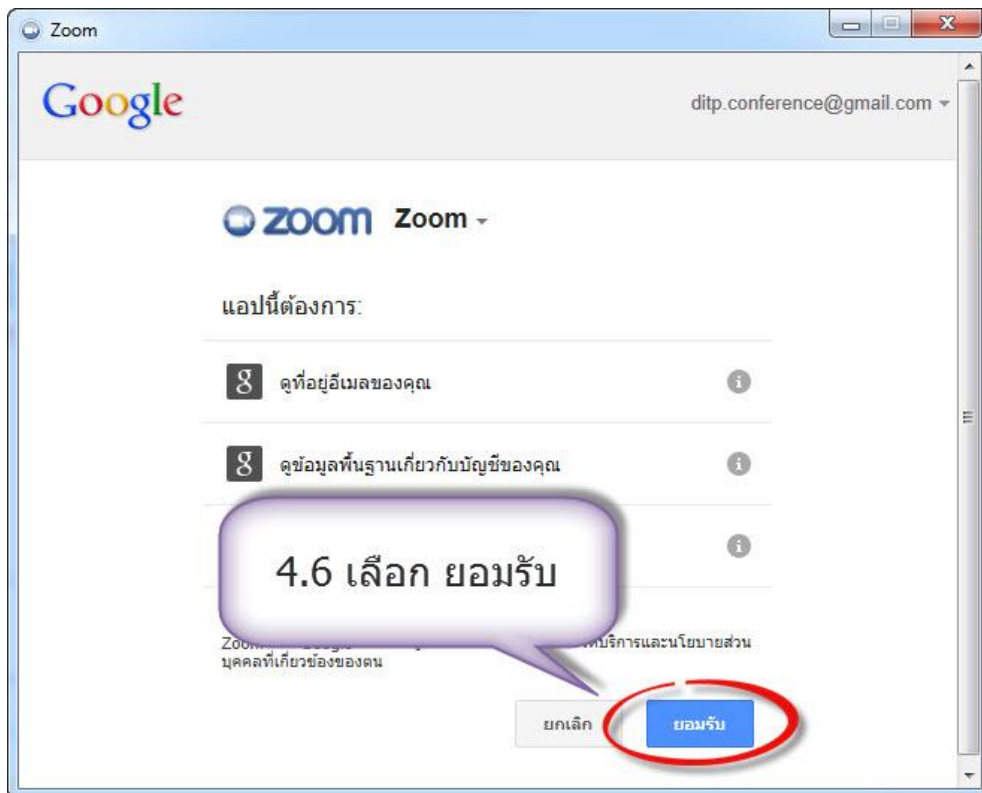 Zoom
Google
ditp.conference@gmail.com
zoom Zoom
แอปนี้ต้องการ:
g ดูที่อยู่อีเมลของคุณ
g ดูข้อมูลพื้นฐานเกี่ยวกับบัญชีของคุณ
4.6 เลือก ยอมรับ
บริการและนโยบายส่วน
บุคคลที่เกี่ยวข้องของตน
ยกเลิก ยอมรับ